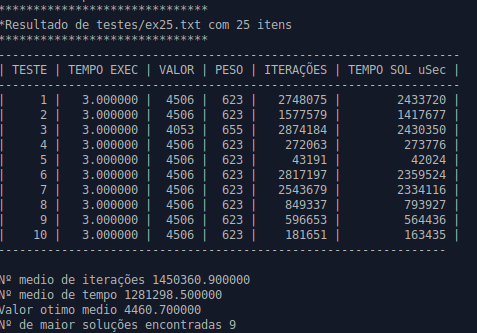 ******************************
*Resultado de testes/ex25.txt com 25 itens
******************************
------------------------------------------------------------------
| TESTE | TEMPO EXEC | VALOR | PESO | ITERAÇÕES | TEMPO SOL uSec |
------------------------------------------------------------------
| 1 | 3.000000 | 4506 | 623 | 2748075 | 2433720 |
| 2 | 3.000000 | 4506 | 623 | 1577579 | 1417677 |
| 3 | 3.000000 | 4053 | 655 | 2874184 | 2430350 |
| 4 | 3.000000 | 4506 | 623 | 272063 | 273776 |
| 5 | 3.000000 | 4506 | 623 | 43191 | 42024 |
| 6 | 3.000000 | 4506 | 623 | 2817197 | 2359524 |
| 7 | 3.000000 | 4506 | 623 | 2543679 | 2334116 |
| 8 | 3.000000 | 4506 | 623 | 849337 | 793927 |
| 9 | 3.000000 | 4506 | 623 | 596653 | 564436 |
| 10 | 3.000000 | 4506 | 623 | 181651 | 163435 |
------------------------------------------------------------------
Nº medio de iterações 1450360.900000
Nº medio de tempo 1281298.500000
Valor otimo medio 4460.700000
Nº de maior soluções encontradas 9